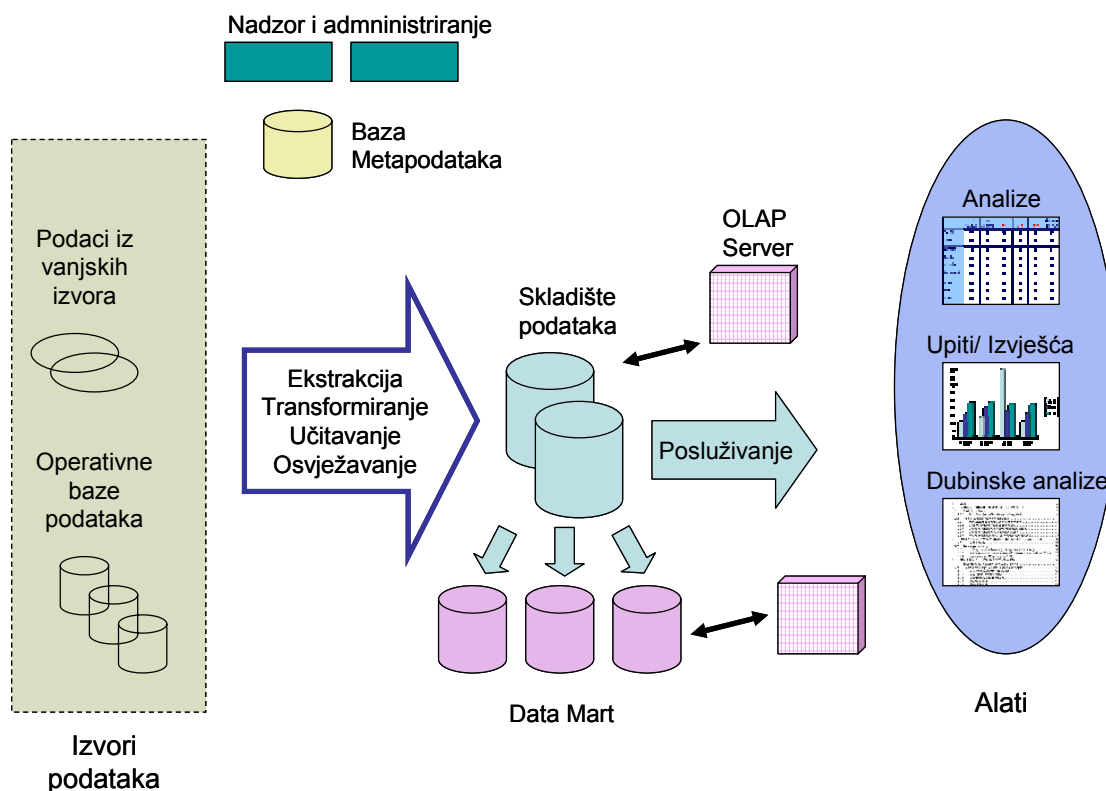 Nadzor i admninistriranje
Baza
Metapodataka
Podaci iz
vanjskih
izvora
Operativne
baze
podataka
Izvori
podataka
Ekstrakcija
Transformiranje
Učitavanje
Osvježavanje
Skladište
podataka
OLAP
Server
Posluživanje
Data Mart
Analize
Upiti/ Izvješća
Dubinske analize
Alati